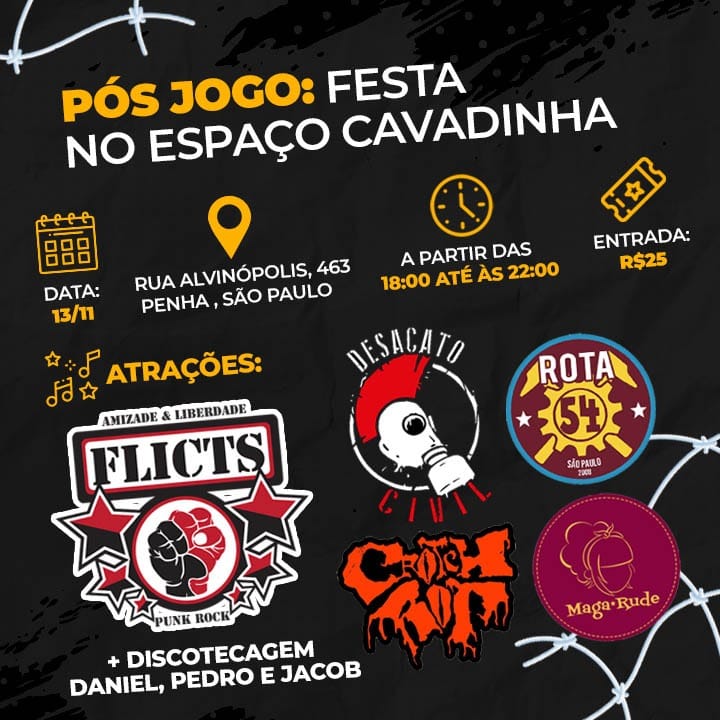 PÓS JOGO: FESTA
NO ESPAÇO CAVADINHA
DATA:
13/11
RUA ALVINÓPOLIS, 463
PENHA , SÃO PAULO
A PARTIR DAS
18:00 ATÉ ÀS 22:00
ENTRADA:
R$25
ATRAÇÕES:
AMIZADE & LIBERDADE
FLICTS
PUNK ROCK
DESACATO
CIVIL
ROTA
54
SÃO PAULO
2008
CROTCH
ROT
Maga·Rude
+ DISCOTECAGEM
DANIEL, PEDRO E JACOB